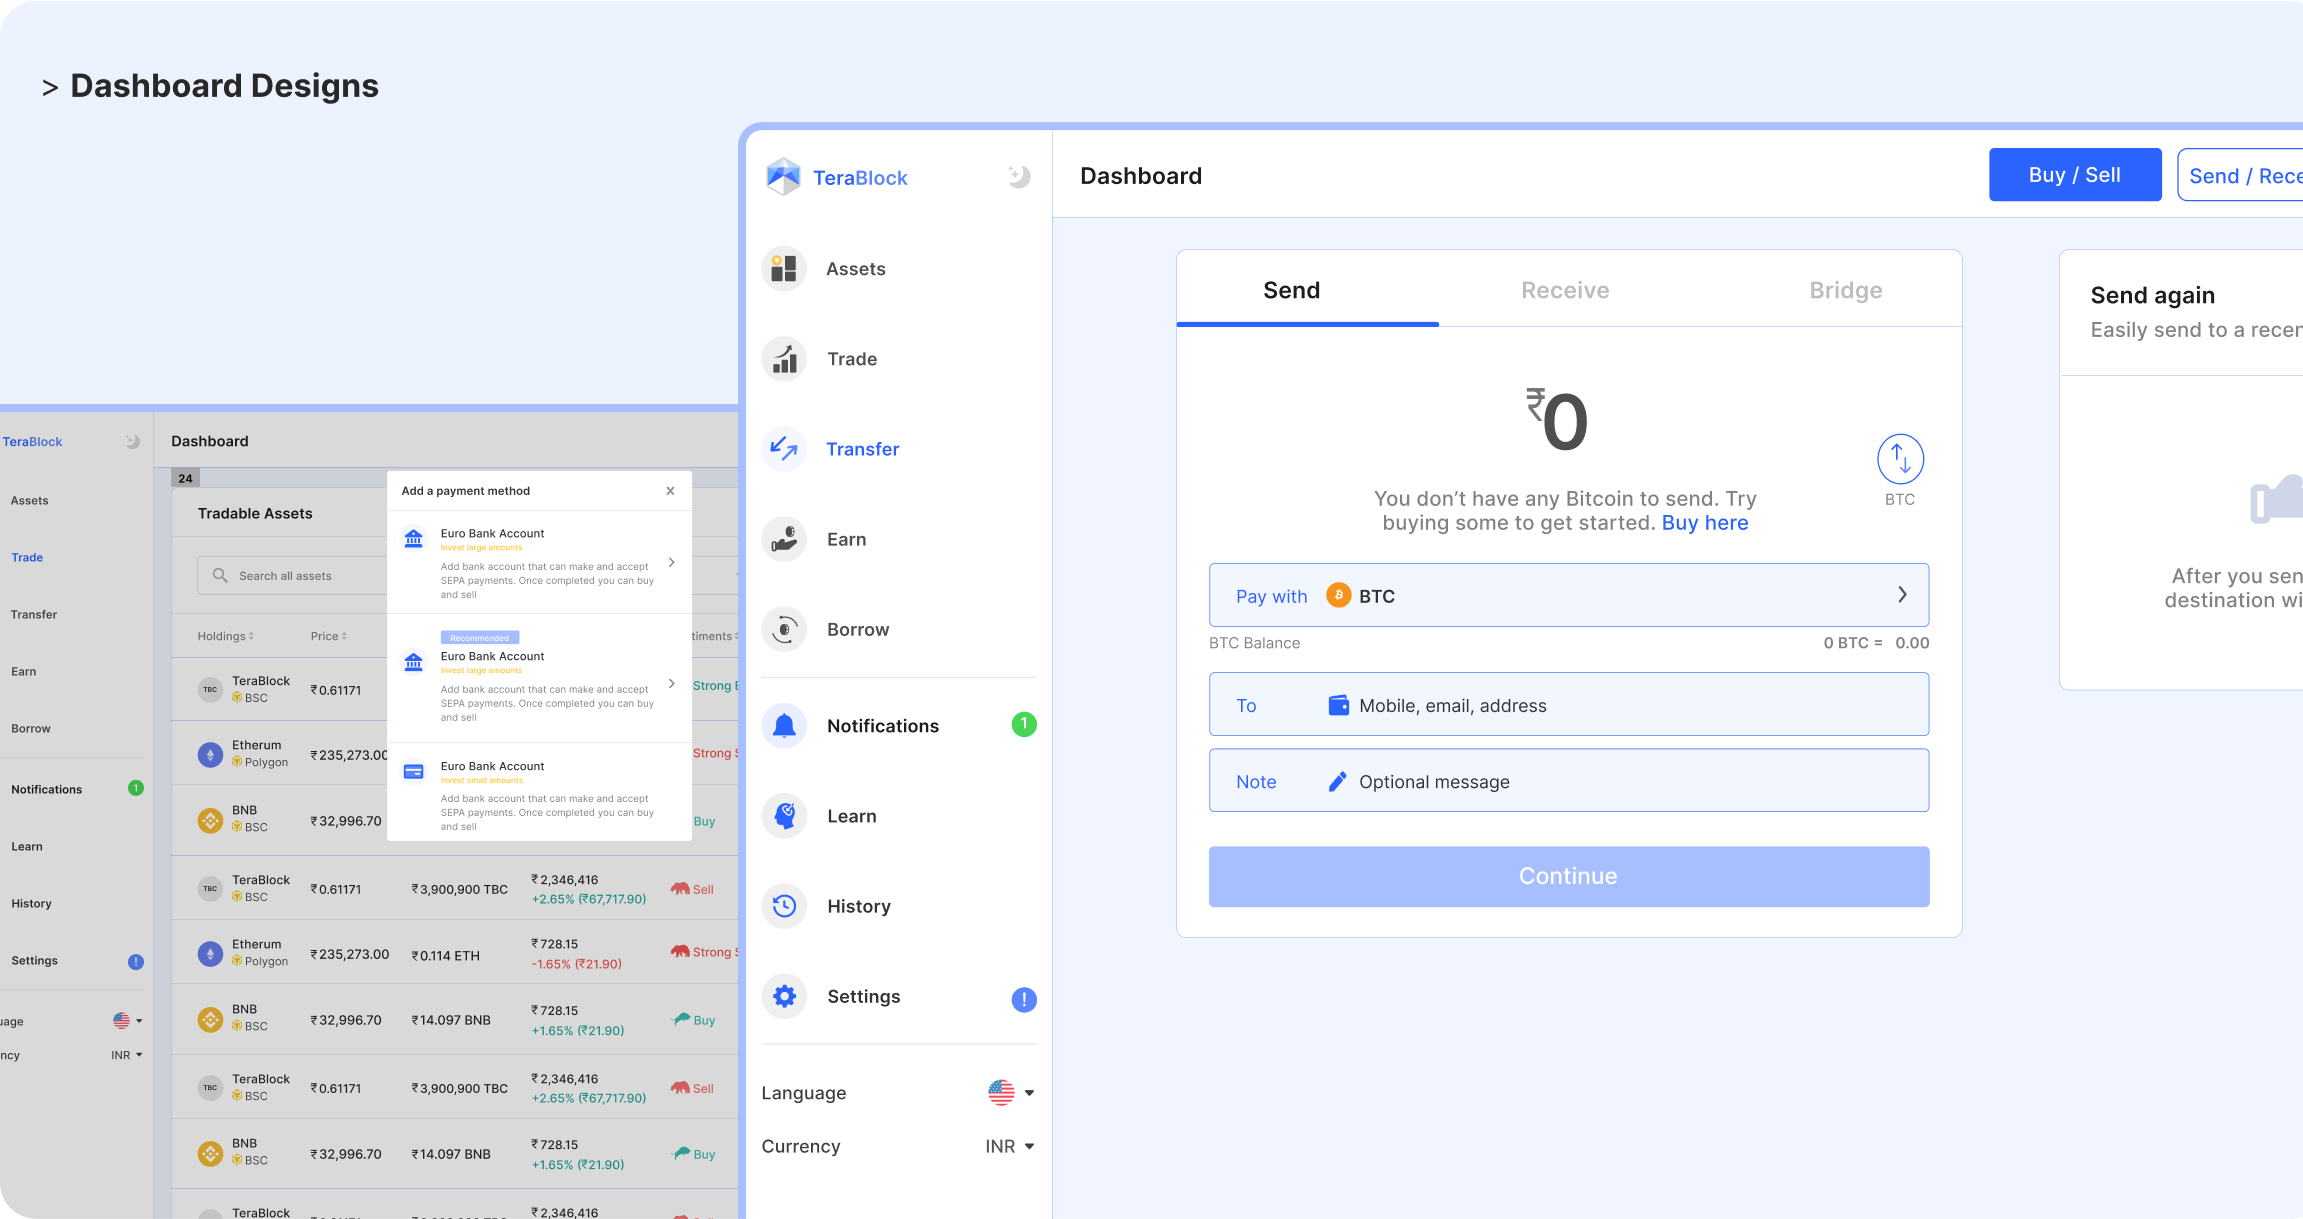 > Dashboard Designs
TeraBlock
Dashboard
24
Assets
Trade
Transfer
Earn
Borrow
Notifications
1
Learn
History
Settings
!
INR
Tradable Assets
Search all assets
Holdings
Price
TBC
TeraBlock
BSC
₹0.61171
Strong
Etherum
Polygon
₹235,273.00
Strong
BNB
BSC
₹32,996.70
Buy
TBC
TeraBlock
BSC
₹0.61171
₹3,900,900 TBC
₹2,346,416
+2.65% (₹67,717.90)
Sell
Etherum
Polygon
₹235,273.00
₹0.114 ETH
₹728.15
-1.65% (₹21.90)
Strong
BNB
BSC
₹32,996.70
₹14.097 BNB
₹728.15
+1.65% (₹21.90)
Buy
TBC
TeraBlock
BSC
₹0.61171
₹3,900,900 TBC
₹2,346,416
+2.65% (₹67,717.90)
Sell
BNB
BSC
₹32,996.70
₹14.097 BNB
₹728.15
+1.65% (₹21.90)
Buy
TeraBlock
₹2,346,416
Add a payment method
Euro Bank Account
Invest large amounts
Add bank account that can make and accept
SEPA payments. Once completed you can buy
and sell
Recommended
Euro Bank Account
Invest large amounts
Add bank account that can make and accept
SEPA payments. Once completed you can buy
and sell
Euro Bank Account
Invest small amounts
Add bank account that can make and accept
SEPA payments. Once completed you can buy
and sell
TeraBlock
Assets
Trade
Transfer
Earn
Borrow
Notifications
1
Learn
History
Settings
!
Language
Currency
INR
Dashboard
Buy / Sell
Send / Rece
Send
Receive
Bridge
₹0
BTC
You don’t have any Bitcoin to send. Try
buying some to get started. Buy here
Pay with
BTC
BTC Balance
0 BTC = 0.00
To
Mobile, email, address
Note
Optional message
Continue
Send again
Easily send to a recen
After you sen
destination wi